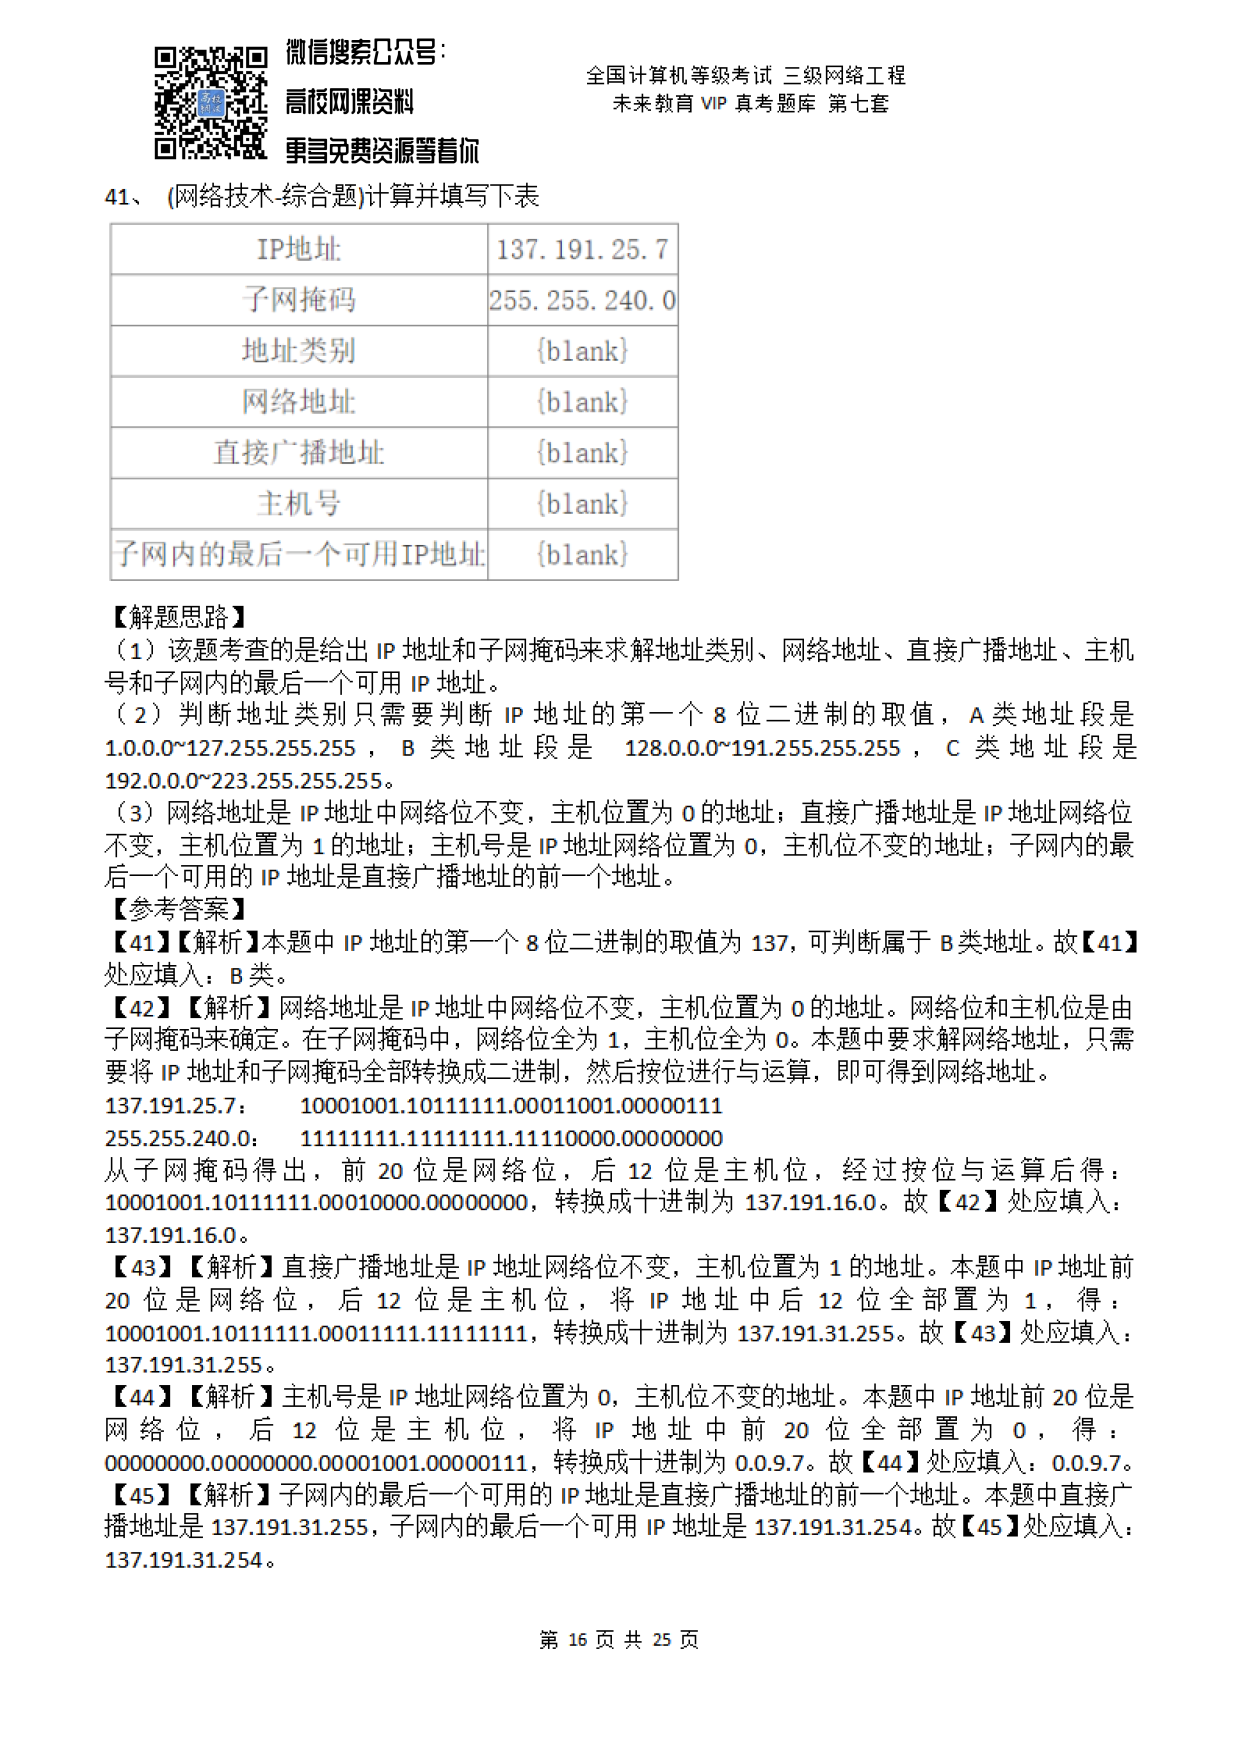 微信搜索公众号：
高校网课资料
更多免费资源等着你
全国计算机等级考试 三级网络工程
未来教育 VIP 真考题库 第七套
41、 (网络技术-综合题)计算并填写下表
IP地址 137.191.25.7
子网掩码 255.255.240.0
地址类别 {blank}
网络地址 {blank}
直接广播地址 {blank}
主机号 {blank}
子网内的最后一个可用IP地址 {blank}
【解题思路】
（1）该题考查的是给出 IP 地址和子网掩码来求解地址类别、网络地址、直接广播地址、主机
号和子网内的最后一个可用 IP 地址。
（2）判断地址类别只需要判断 IP 地址的第一个 8 位二进制的取值，A 类地址段是
1.0.0.0~127.255.255.255，B 类地址段是 128.0.0.0~191.255.255.255，C 类地址段是
192.0.0.0~223.255.255.255。
（3）网络地址是 IP 地址中网络位不变，主机位置为 0 的地址；直接广播地址是 IP 地址网络位
不变，主机位置为 1 的地址；主机号是 IP 地址网络位置为 0，主机位不变的地址；子网内的最
后一个可用的 IP 地址是直接广播地址的前一个地址。
【参考答案】
【41】【解析】本题中 IP 地址的第一个 8 位二进制的取值为 137，可判断属于 B 类地址。故【41】
处应填入：B 类。
【42】【解析】网络地址是 IP 地址中网络位不变，主机位置为 0 的地址。网络位和主机位是由
子网掩码来确定。在子网掩码中，网络位全为 1，主机位全为 0。本题中要求解网络地址，只需
要将 IP 地址和子网掩码全部转换成二进制，然后按位进行与运算，即可得到网络地址。
137.191.25.7： 10001001.10111111.00011001.00000111
255.255.240.0： 11111111.11111111.11110000.00000000
从子网掩码得出，前 20 位是网络位，后 12 位是主机位，经过按位与运算后得：
10001001.10111111.00010000.00000000，转换成十进制为 137.191.16.0。故【42】处应填入：
137.191.16.0。
【43】【解析】直接广播地址是 IP 地址网络位不变，主机位置为 1 的地址。本题中 IP 地址前
20 位是网络位，后 12 位是主机位，将 IP 地址中后 12 位全部置为 1，得：
10001001.10111111.00011111.11111111，转换成十进制为 137.191.31.255。故【43】处应填入：
137.191.31.255。
【44】【解析】主机号是 IP 地址网络位置为 0，主机位不变的地址。本题中 IP 地址前 20 位是
网络位，后 12 位是主机位，将 IP 地址中前 20 位全部置为 0，得：
00000000.00000000.00001001.00000111，转换成十进制为 0.0.9.7。故【44】处应填入：0.0.9.7。
【45】【解析】子网内的最后一个可用的 IP 地址是直接广播地址的前一个地址。本题中直接广
播地址是 137.191.31.255，子网内的最后一个可用 IP 地址是 137.191.31.254。故【45】处应填入：
137.191.31.254。
第 16 页 共 25 页